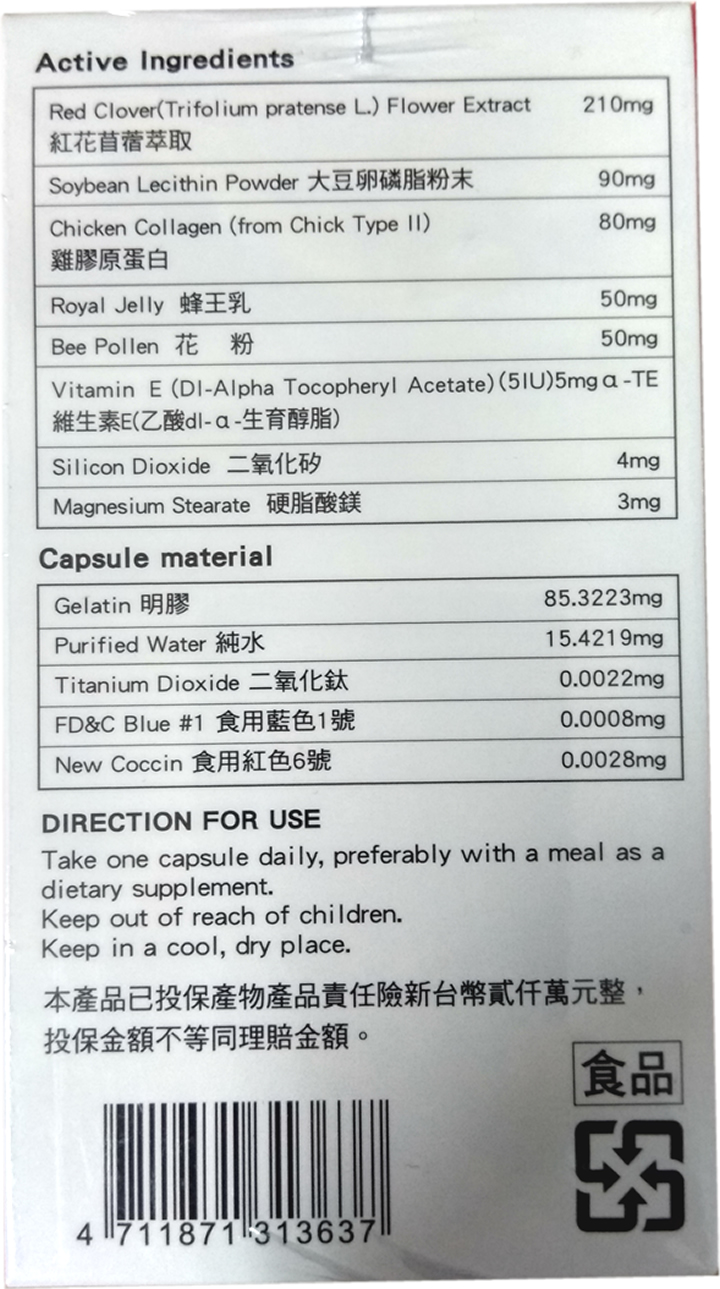 Active Ingredients
Red Clover(Trifolium pratense L.) Flower Extract 210mg
紅花苜蓿萃取
Soybean Lecithin Powder 大豆卵磷脂粉末 90mg
Chicken Collagen (from Chick Type II) 80mg
雞膠原蛋白
Royal Jelly 蜂王乳 50mg
Bee Pollen 花 粉 50mg
Vitamin E (Dl-Alpha Tocopheryl Acetate)(5IU)5mgα-TE
維生素E(乙酸dl-α-生育醇脂)
Silicon Dioxide 二氧化矽 4mg
Magnesium Stearate 硬脂酸鎂 3mg
Capsule material
Gelatin 明膠 85.3223mg
Purified Water 純水 15.4219mg
Titanium Dioxide 二氧化鈦 0.0022mg
FD&C Blue #1 食用藍色1號 0.0008mg
New Coccin 食用紅色6號 0.0028mg
DIRECTION FOR USE
Take one capsule daily, preferably with a meal as a
dietary supplement.
Keep out of reach of children.
Keep in a cool, dry place.
本產品已投保產物產品責任險新台幣貳仟萬元整，
投保金額不等同理賠金額。
食品
4 711871 313637